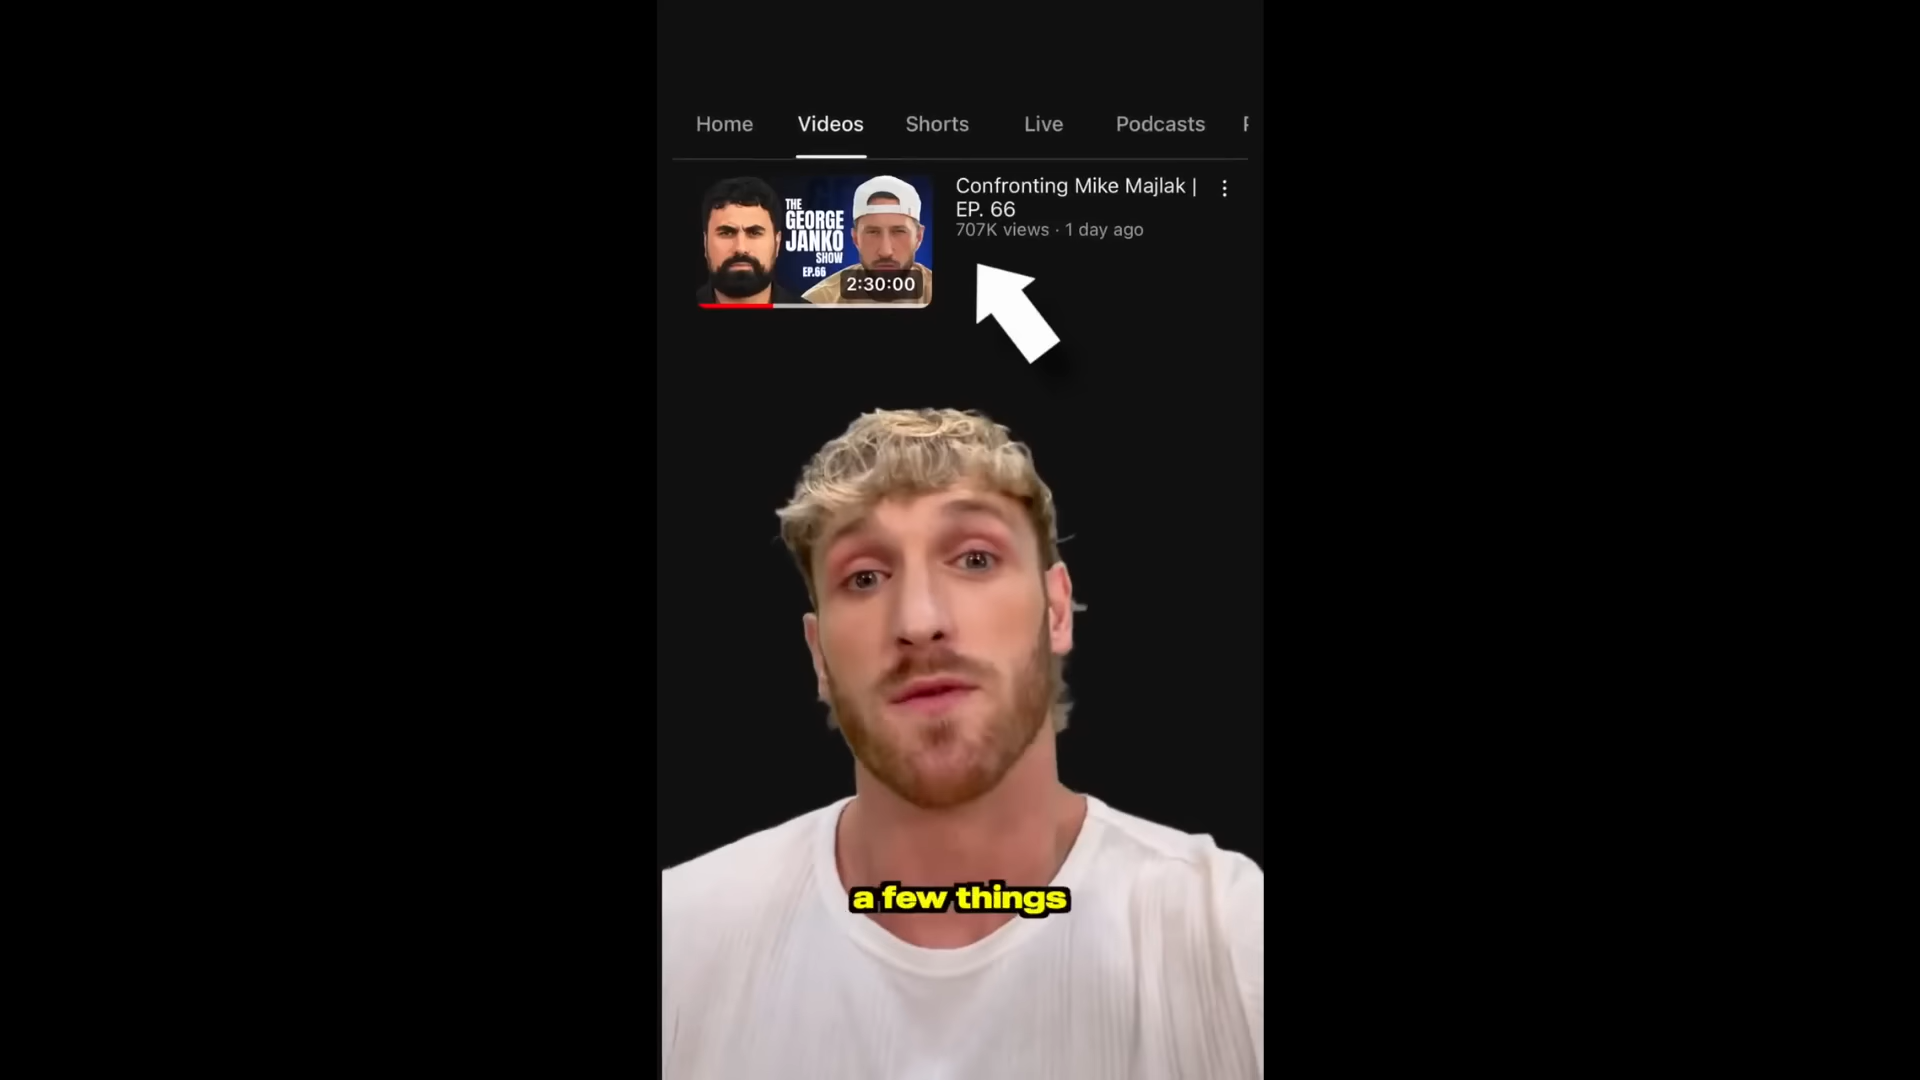 Home Videos Shorts Live Podcasts
Confronting Mike Majlak |
EP. 66
707K views · 1 day ago
THE
GEORGE
JANKO
SHOW
EP.66
2:30:00
a few things